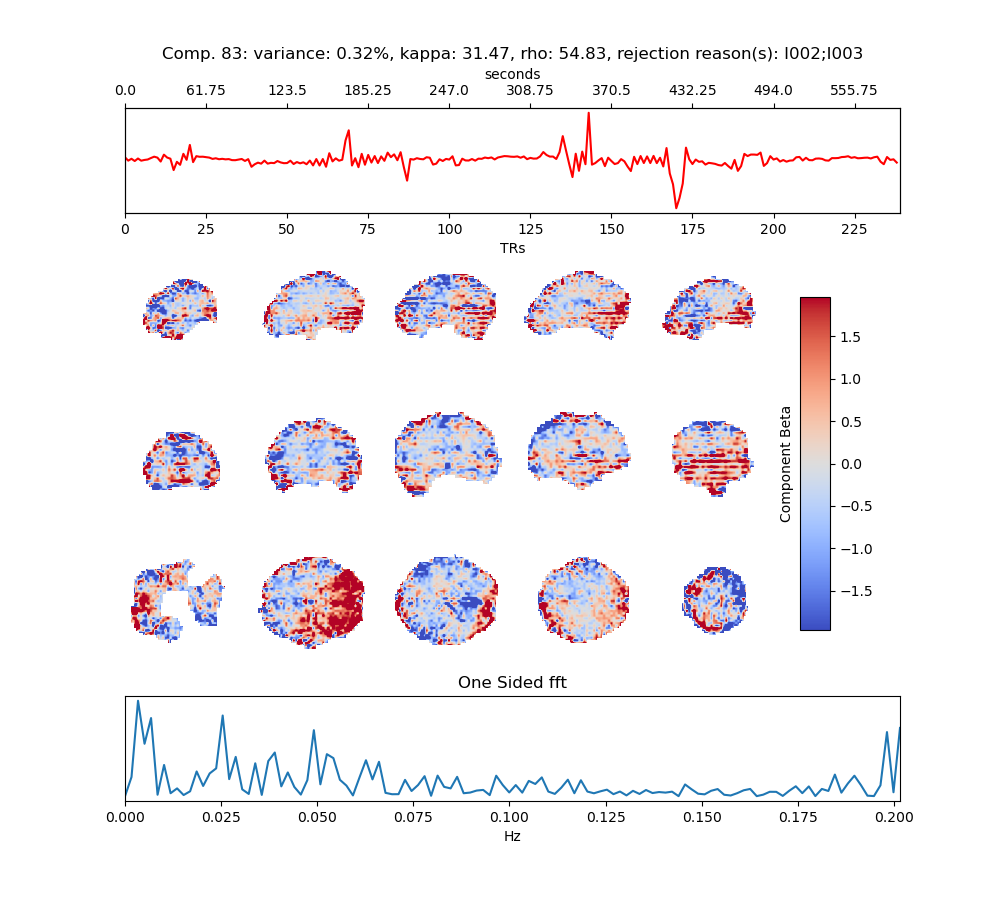 Comp. 83: variance: 0.32%, kappa: 31.47, rho: 54.83, rejection reason(s): I002;I003
seconds
0.0 61.75 123.5 185.25 247.0 308.75 370.5 432.25 494.0 555.75
0 25 50 75 100 125 150 175 200 225
TRs
1.5
1.0
0.5
0.0
−0.5
−1.0
−1.5
Component Beta
One Sided fft
0.000 0.025 0.050 0.075 0.100 0.125 0.150 0.175 0.200
Hz